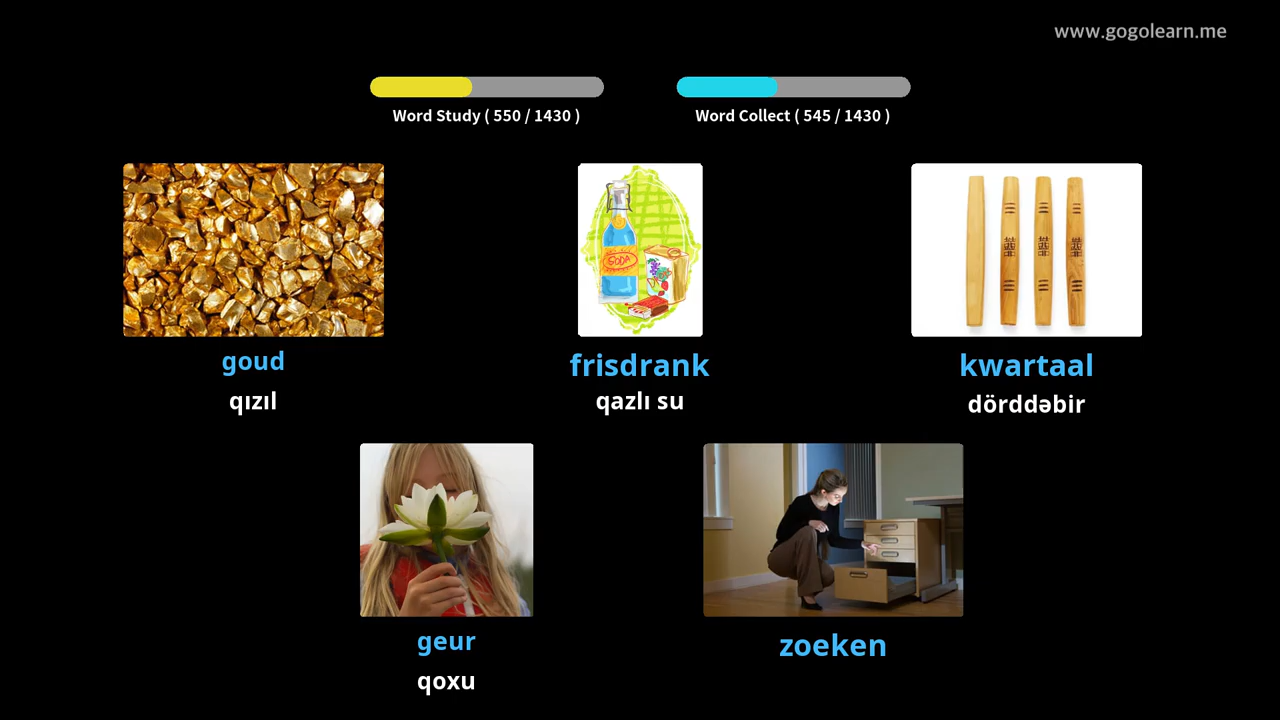 www.gogolearn.me
Word Study ( 550 / 1430 )
Word Collect ( 545 / 1430 )
SODA
goud
qızıl
frisdrank
qazlı su
kwartaal
dörddəbir
geur
qoxu
zoeken